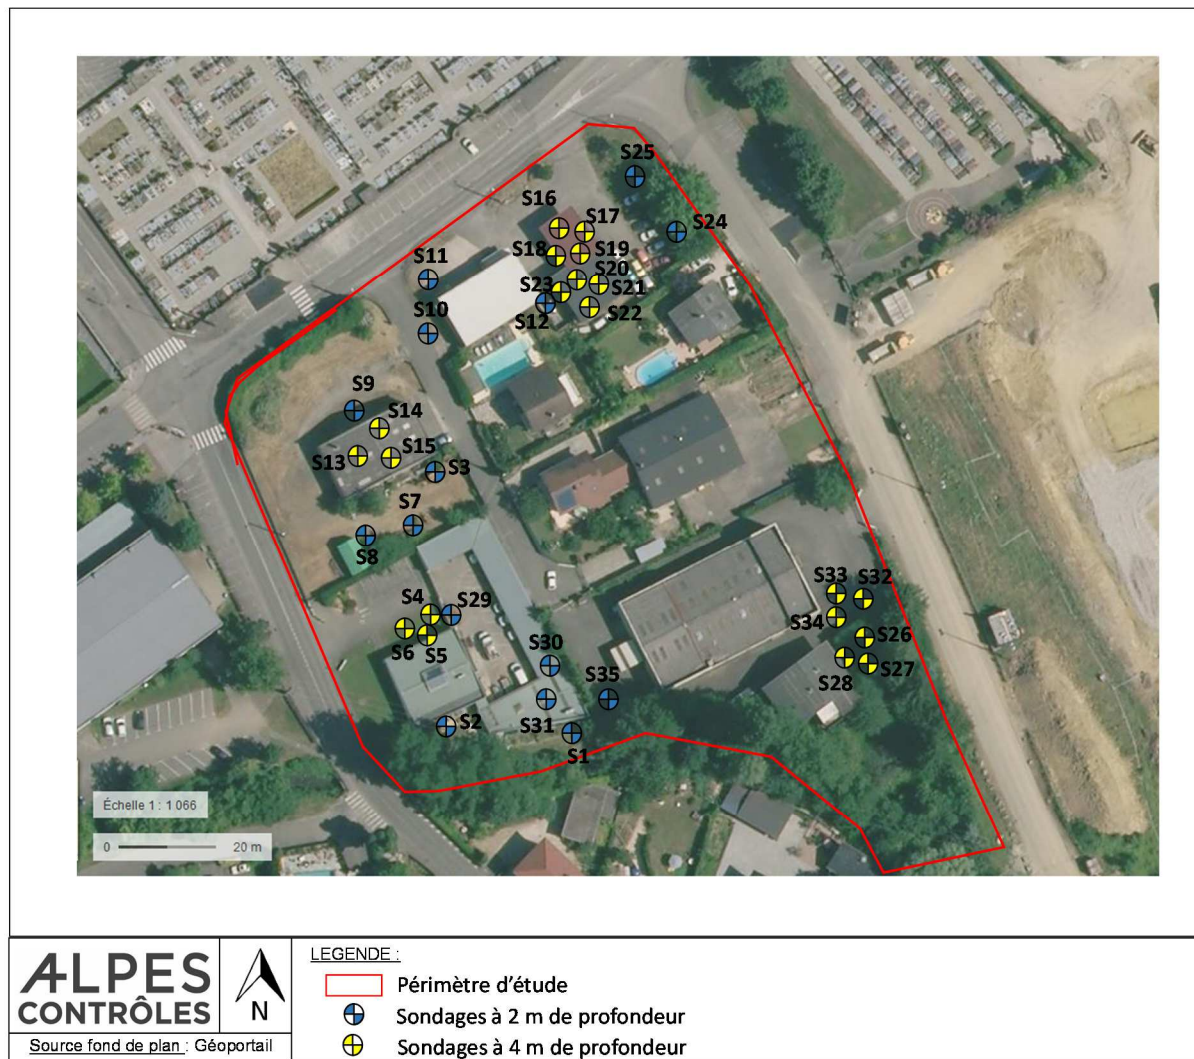 S25
S16
S17
S24
S18
S19
S11
S20
S23
S21
S10
S12
S22
S9
S14
S13
S15
S3
S7
S8
S33
S32
S4
S29
S34
S6
S5
S26
S30
S28
S27
S35
S2
S31
S1
Échelle 1 : 1 066
0
20 m
ALPES
CONTRÔLES
N
Source fond de plan : Géoportail
LEGENDE :
Périmètre d'étude
Sondages à 2 m de profondeur
Sondages à 4 m de profondeur